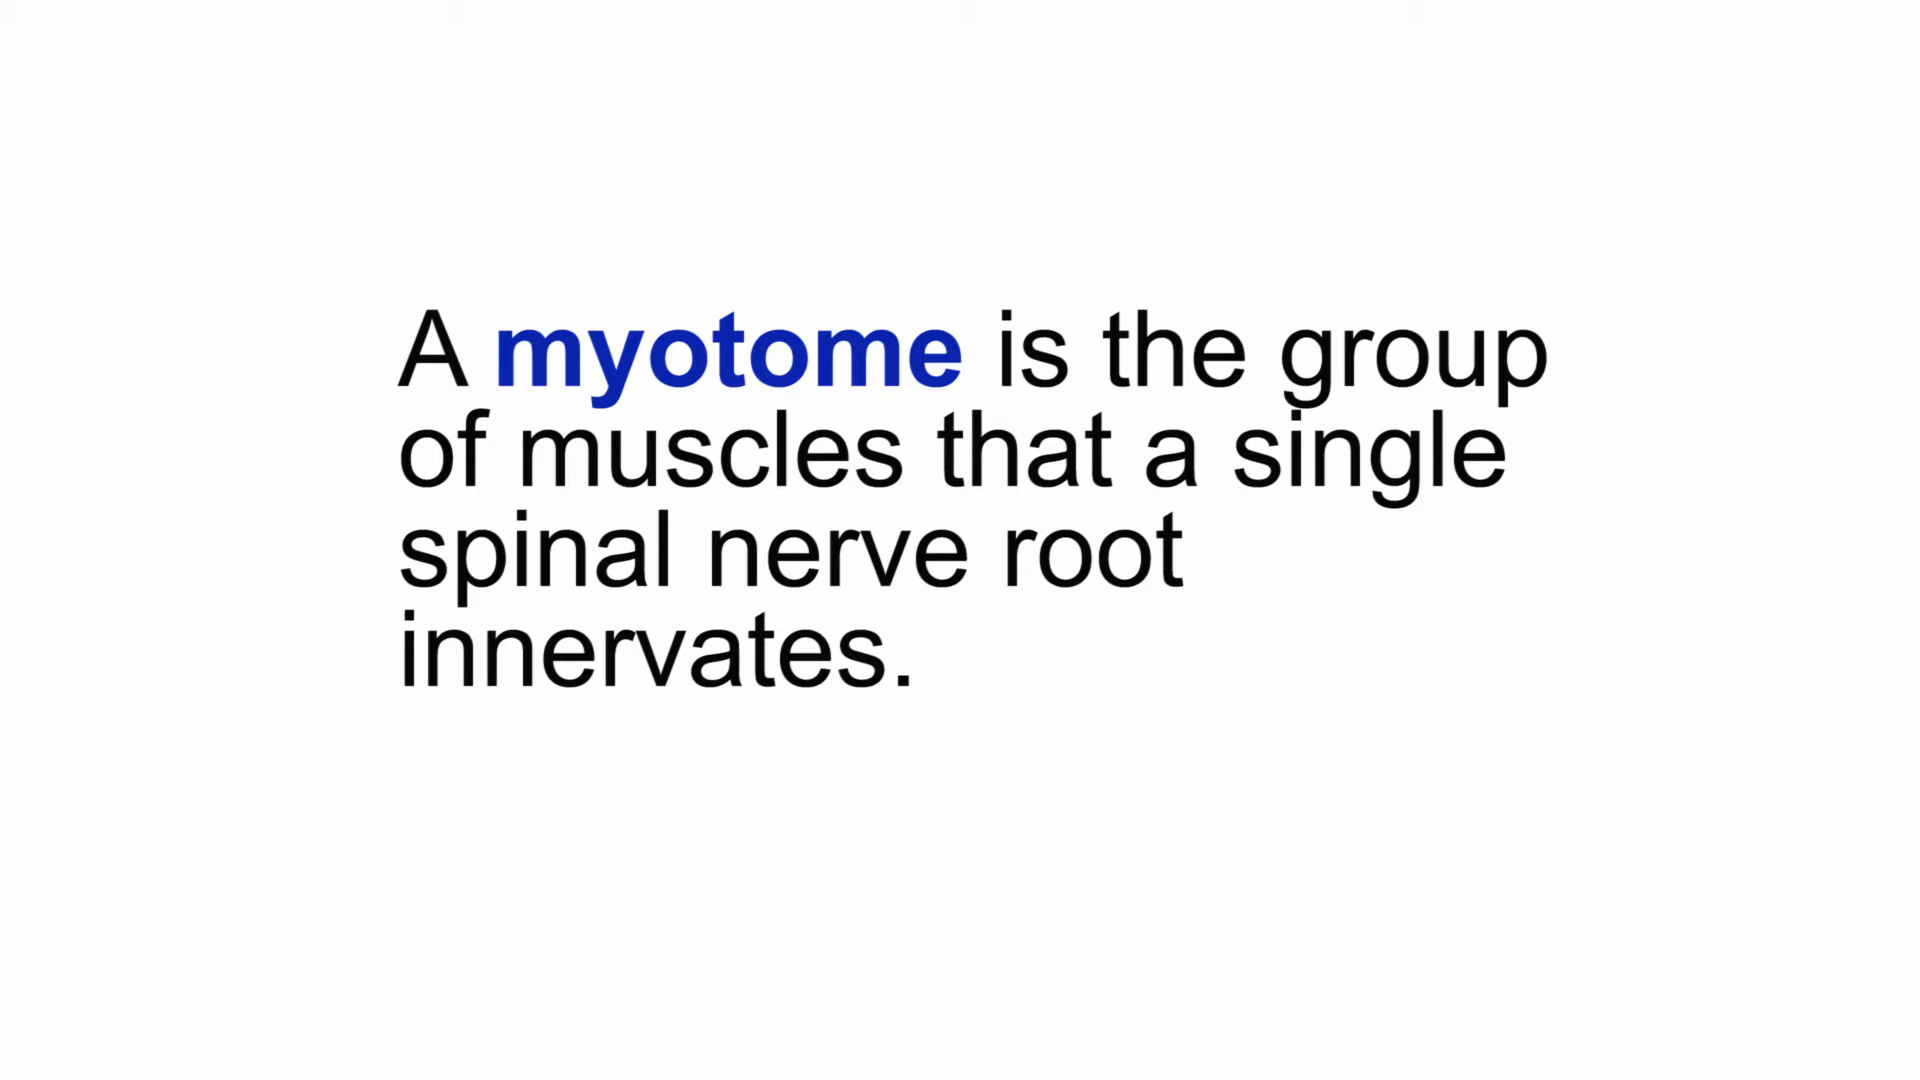 A myotome is the group
of muscles that a single
spinal nerve root
innervates.